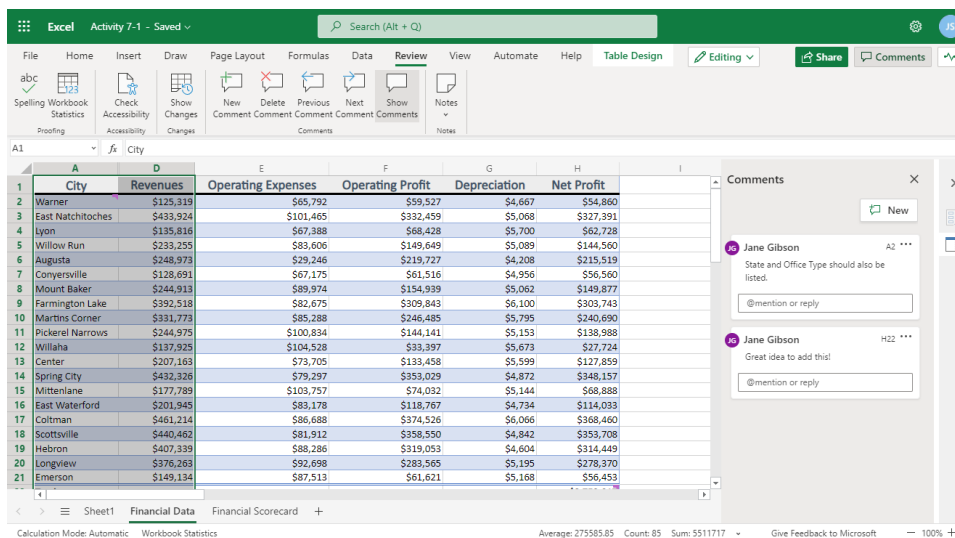 Excel Activity 7-1 - Saved Search (Alt + Q) JS
File Home Insert Draw Page Layout Formulas Data Review View Automate Help Table Design Editing Share Comments
abc
123
Spelling Workbook Statistics Check Accessibility Show Changes New Comment Delete Comment Previous Comment Next Comment Show Comments Notes
Proofing Accessibility Changes Comments Notes
A1 fx City
A D E F G H I
1 City Revenues Operating Expenses Operating Profit Depreciation Net Profit
2 Warner $125,319 $65,792 $59,527 $4,667 $54,860
3 East Natchitoches $433,924 $101,465 $332,459 $5,068 $327,391
4 Lyon $135,816 $67,388 $68,428 $5,700 $62,728
5 Willow Run $233,255 $83,606 $149,649 $5,089 $144,560
6 Augusta $248,973 $29,246 $219,727 $4,208 $215,519
7 Conyersville $128,691 $67,175 $61,516 $4,956 $56,560
8 Mount Baker $244,913 $89,974 $154,939 $5,062 $149,877
9 Farmington Lake $392,518 $82,675 $309,843 $6,100 $303,743
10 Martins Corner $331,773 $85,288 $246,485 $5,795 $240,690
11 Pickerel Narrows $244,975 $100,834 $144,141 $5,153 $138,988
12 Willaha $137,925 $104,528 $33,397 $5,673 $27,724
13 Center $207,163 $73,705 $133,458 $5,599 $127,859
14 Spring City $432,326 $79,297 $353,029 $4,872 $348,157
15 Mittenlane $177,789 $103,757 $74,032 $5,144 $68,888
16 East Waterford $201,945 $83,178 $118,767 $4,734 $114,033
17 Coltman $461,214 $86,688 $374,526 $6,066 $368,460
18 Scottsville $440,462 $81,912 $358,550 $4,842 $353,708
19 Hebron $407,339 $88,286 $319,053 $4,604 $314,449
20 Longview $376,263 $92,698 $283,565 $5,195 $278,370
21 Emerson $149,134 $87,513 $61,621 $5,168 $56,453
Comments
New
JG Jane Gibson A2
State and Office Type should also be
listed.
@mention or reply
JG Jane Gibson H22
Great idea to add this!
@mention or reply
Sheet1 Financial Data Financial Scorecard +
Calculation Mode: Automatic Workbook Statistics Average: 275585.85 Count: 85 Sum: 5511717 Give Feedback to Microsoft 100% +